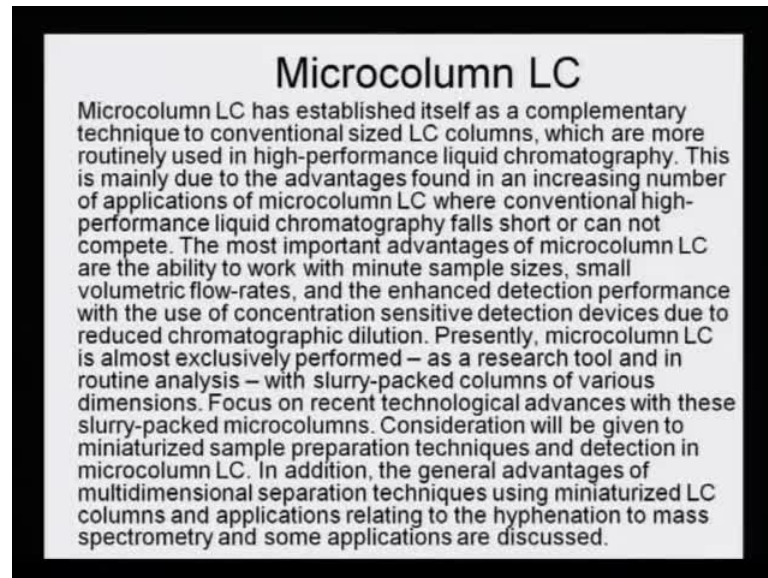 Microcolumn LC
Microcolumn LC has established itself as a complementary
technique to conventional sized LC columns, which are more
routinely used in high-performance liquid chromatography. This
is mainly due to the advantages found in an increasing number
of applications of microcolumn LC where conventional high-
performance liquid chromatography falls short or can not
compete. The most important advantages of microcolumn LC
are the ability to work with minute sample sizes, small
volumetric flow-rates, and the enhanced detection performance
with the use of concentration sensitive detection devices due to
reduced chromatographic dilution. Presently, microcolumn LC
is almost exclusively performed – as a research tool and in
routine analysis – with slurry-packed columns of various
dimensions. Focus on recent technological advances with these
slurry-packed microcolumns. Consideration will be given to
miniaturized sample preparation techniques and detection in
microcolumn LC. In addition, the general advantages of
multidimensional separation techniques using miniaturized LC
columns and applications relating to the hyphenation to mass
spectrometry and some applications are discussed.